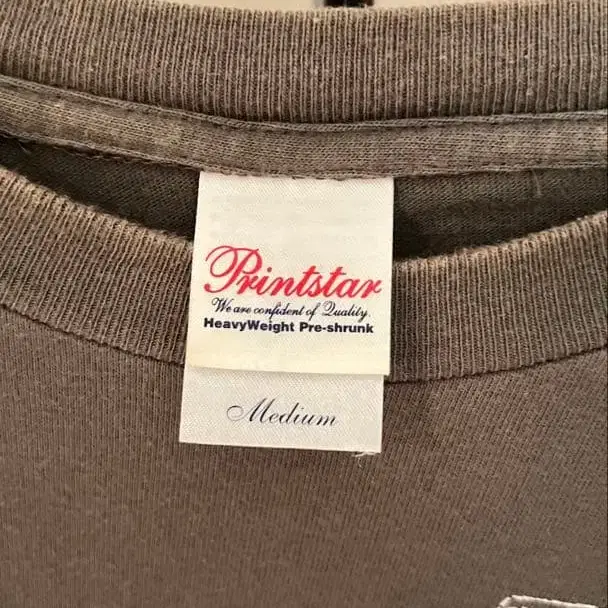 Printstar
We are confident of Quality.
HeavyWeight Pre-shrunk
Medium